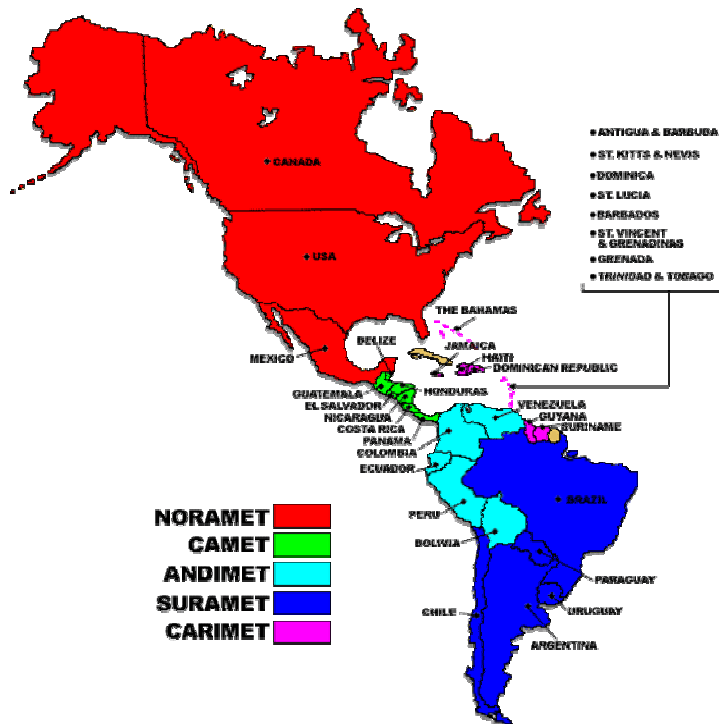 • ANTIGUA & BARBUDA
• ST. KITTS & NEVIS
• DOMINICA
• ST. LUCIA
• BARBADOS
• ST. VINCENT
& GRENADINAS
• GRENADA
• TRINIDAD & TOBAGO
CANADA
USA
THE BAHAMAS
BELIZE
JAMAICA
MEXICO
HAITI
DOMINICAN REPUBLIC
GUATEMALA
HONDURAS
EL SALVADOR
NICARAGUA
COSTA RICA
PANAMA
COLOMBIA
ECUADOR
VENEZUELA
GUYANA
SURINAME
BRAZIL
PERU
BOLIVIA
PARAGUAY
CHILE
URUGUAY
ARGENTINA
NORAMET
CAMET
ANDIMET
SURAMET
CARIMET